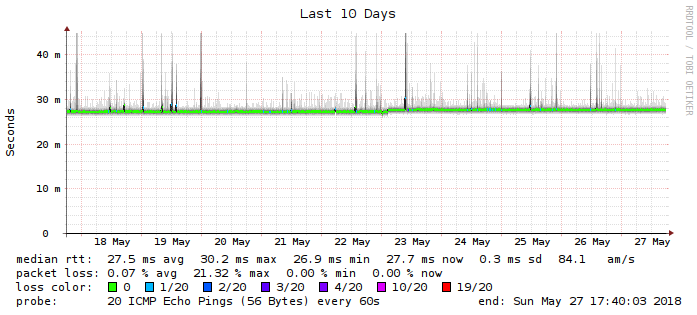 Last 10 Days
RRDTOOL / TOBI OETIKER
Seconds
40 m
30 m
20 m
10 m
0
18 May 19 May 20 May 21 May 22 May 23 May 24 May 25 May 26 May 27 May
median rtt: 27.5 ms avg 30.2 ms max 26.9 ms min 27.7 ms now 0.3 ms sd 84.1 am/s
packet loss: 0.07 % avg 21.32 % max 0.00 % min 0.00 % now
loss color: 0 1/20 2/20 3/20 4/20 10/20 19/20
probe: 20 ICMP Echo Pings (56 Bytes) every 60s end: Sun May 27 17:40:03 2018